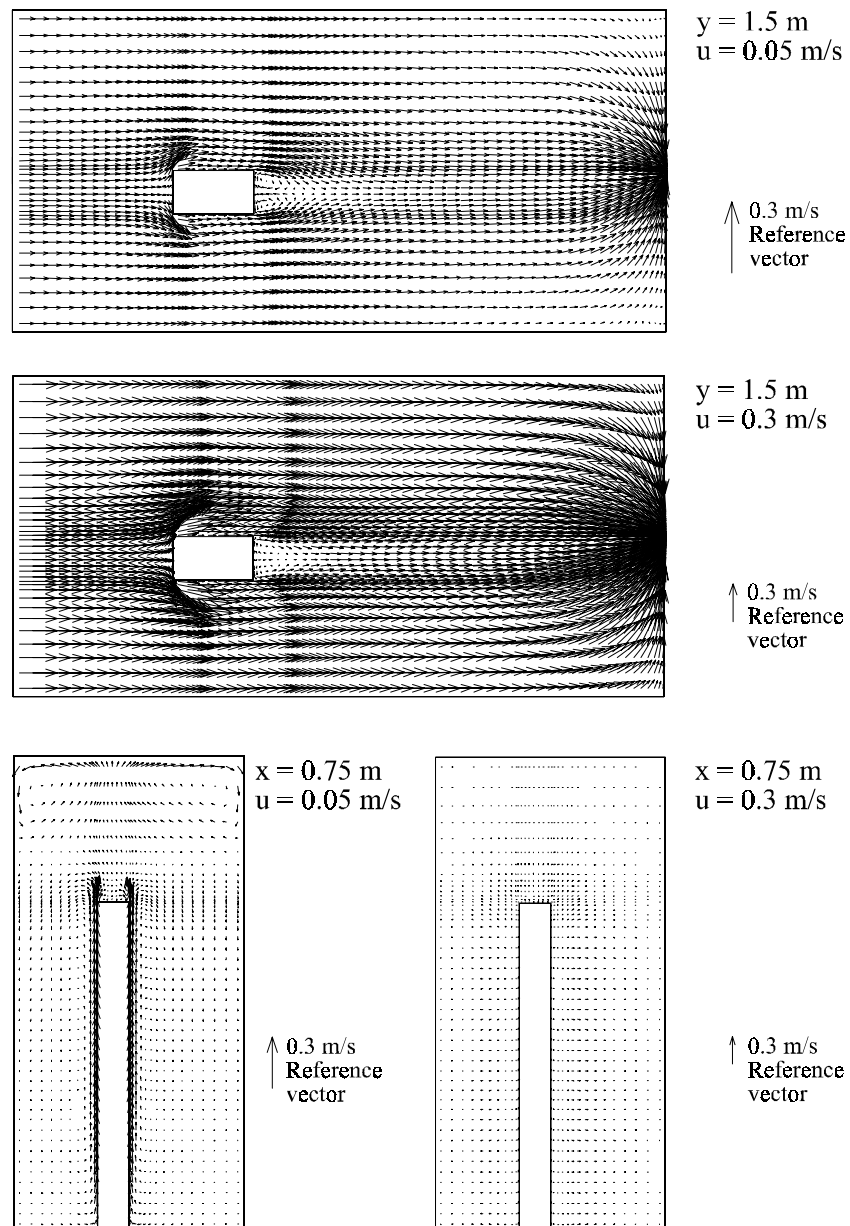 y = 1.5 m
u = 0.05 m/s
0.3 m/s
Reference
vector
y = 1.5 m
u = 0.3 m/s
0.3 m/s
Reference
vector
x = 0.75 m
u = 0.05 m/s
0.3 m/s
Reference
vector
x = 0.75 m
u = 0.3 m/s
0.3 m/s
Reference
vector